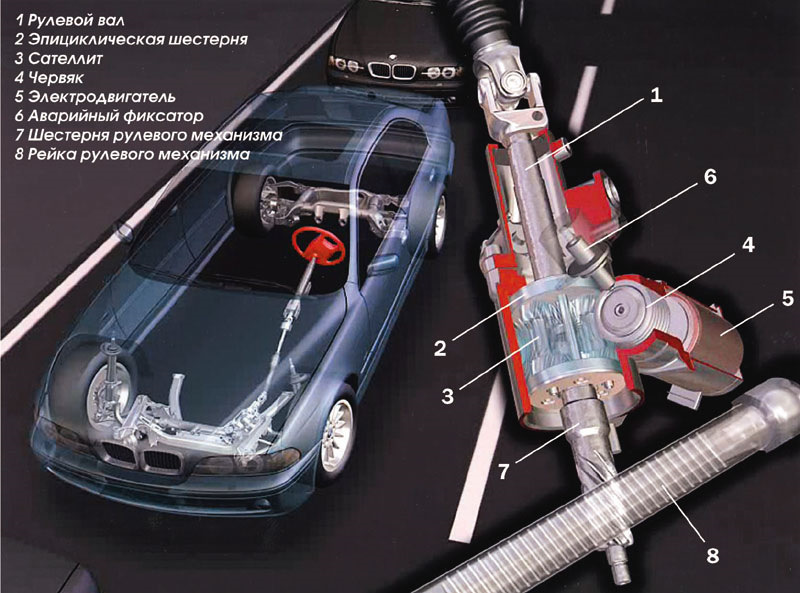 1 Рулевой вал
2 Эпициклическая шестерня
3 Сателлит
4 Червяк
5 Электродвигатель
6 Аварийный фиксатор
7 Шестерня рулевого механизма
8 Рейка рулевого механизма
1
6
4
5
2
3
7
8